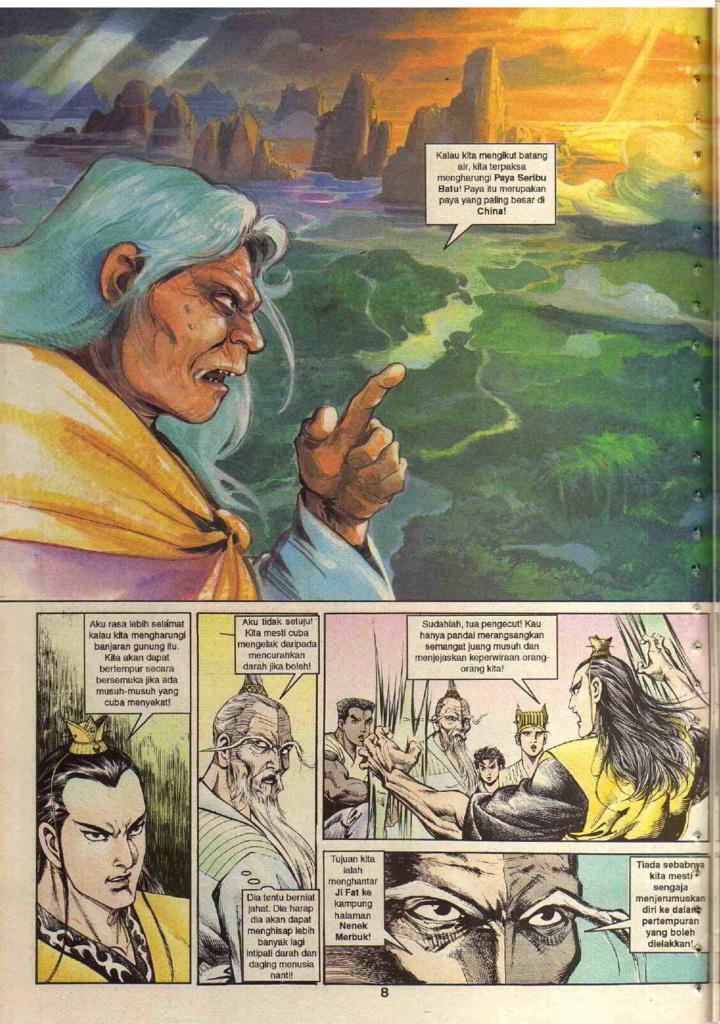 Kalau kita mengikut batang
air, kita terpaksa
mengharungi Paya Seribu
Batu! Paya itu merupakan
paya yang paling besar di
China!
Aku rasa lebih selamat
kalau kita mengharungi
banjaran gunung itu.
Kita akan dapat
bertempur secara
bersemuka jika ada
musuh-musuh yang
cuba menyekat!
Aku tidak setuju!
Kita mesti cuba
mengelak daripada
mencurahkan
darah jika boleh!
Dia tentu berniat
jahat. Dia harap
dia akan dapat
menghisap lebih
banyak lagi
intipati darah dan
daging menusia
nanti!
Sudahlah, tua pengecut! Kau
hanya pandai merangsangkan
semangat juang musuh dan
menjejaskan keperwiraan orang-
orang kita!
Tujuan kita
ialah
menghantar
Ji Fat ke
kampung
halaman
Nenek
Merbuk!
Tiada sebabnya
kita mesti
sengaja
menjerumuskan
diri ke dalam
pertempuran
yang boleh
dielakkan!
8